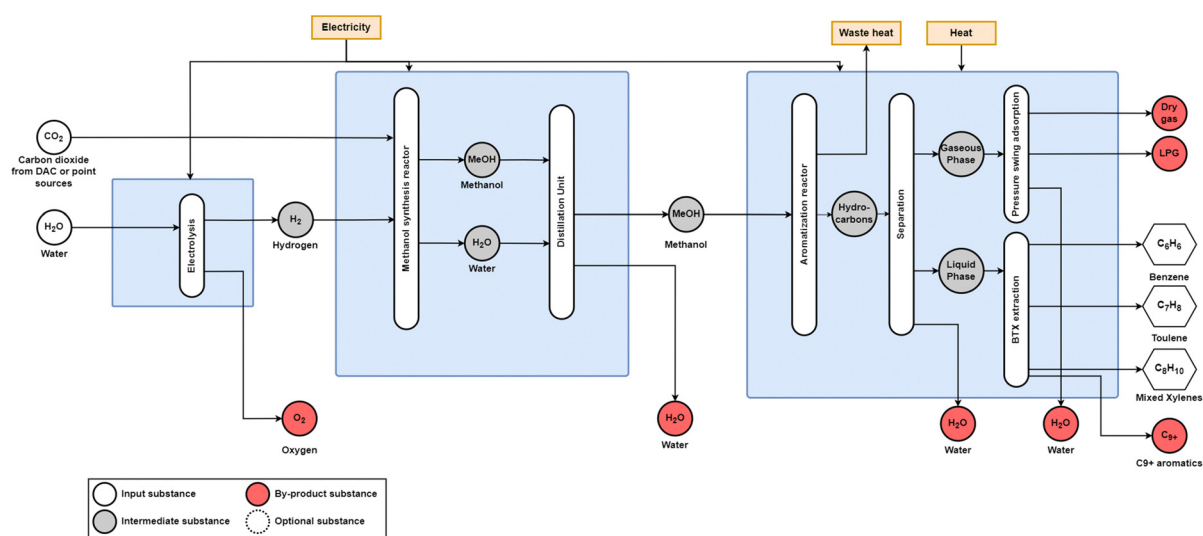 Electricity
Waste heat
Heat
CO2
Carbon dioxide
from DAC or point
sources
H2O
Water
Electrolysis
H2
Hydrogen
O2
Oxygen
Methanol synthesis reactor
MeOH
Methanol
H2O
Water
Distillation Unit
MeOH
Methanol
H2O
Water
Aromatization reactor
Hydro-
carbons
Separation
Gaseous
Phase
Liquid
Phase
Pressure swing adsorption
BTX extraction
Dry
gas
LPG
C6H6
Benzene
C7H8
Toulene
C8H10
Mixed Xylenes
H2O
Water
H2O
Water
C9+
C9+ aromatics
Input substance
By-product substance
Intermediate substance
Optional substance